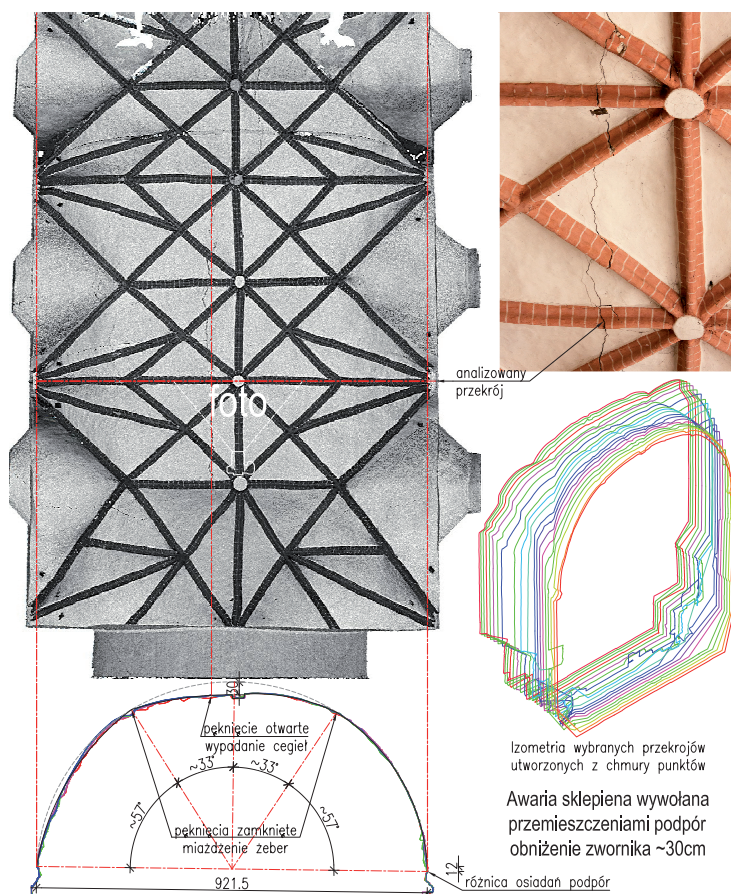 foto
analizowany
przekrój
Izometria wybranych przekrojów
utworzonych z chmury punktów
Awaria sklepiena wywołana
przemieszczeniami podpór
obniżenie zwornika ~30cm
30
pęknięcie otwarte
wypadanie cegieł
~33°
~33°
~57°
~57°
pęknięcia zamknięte
miażdżenie żeber
12
różnica osiadań podpór
921.5